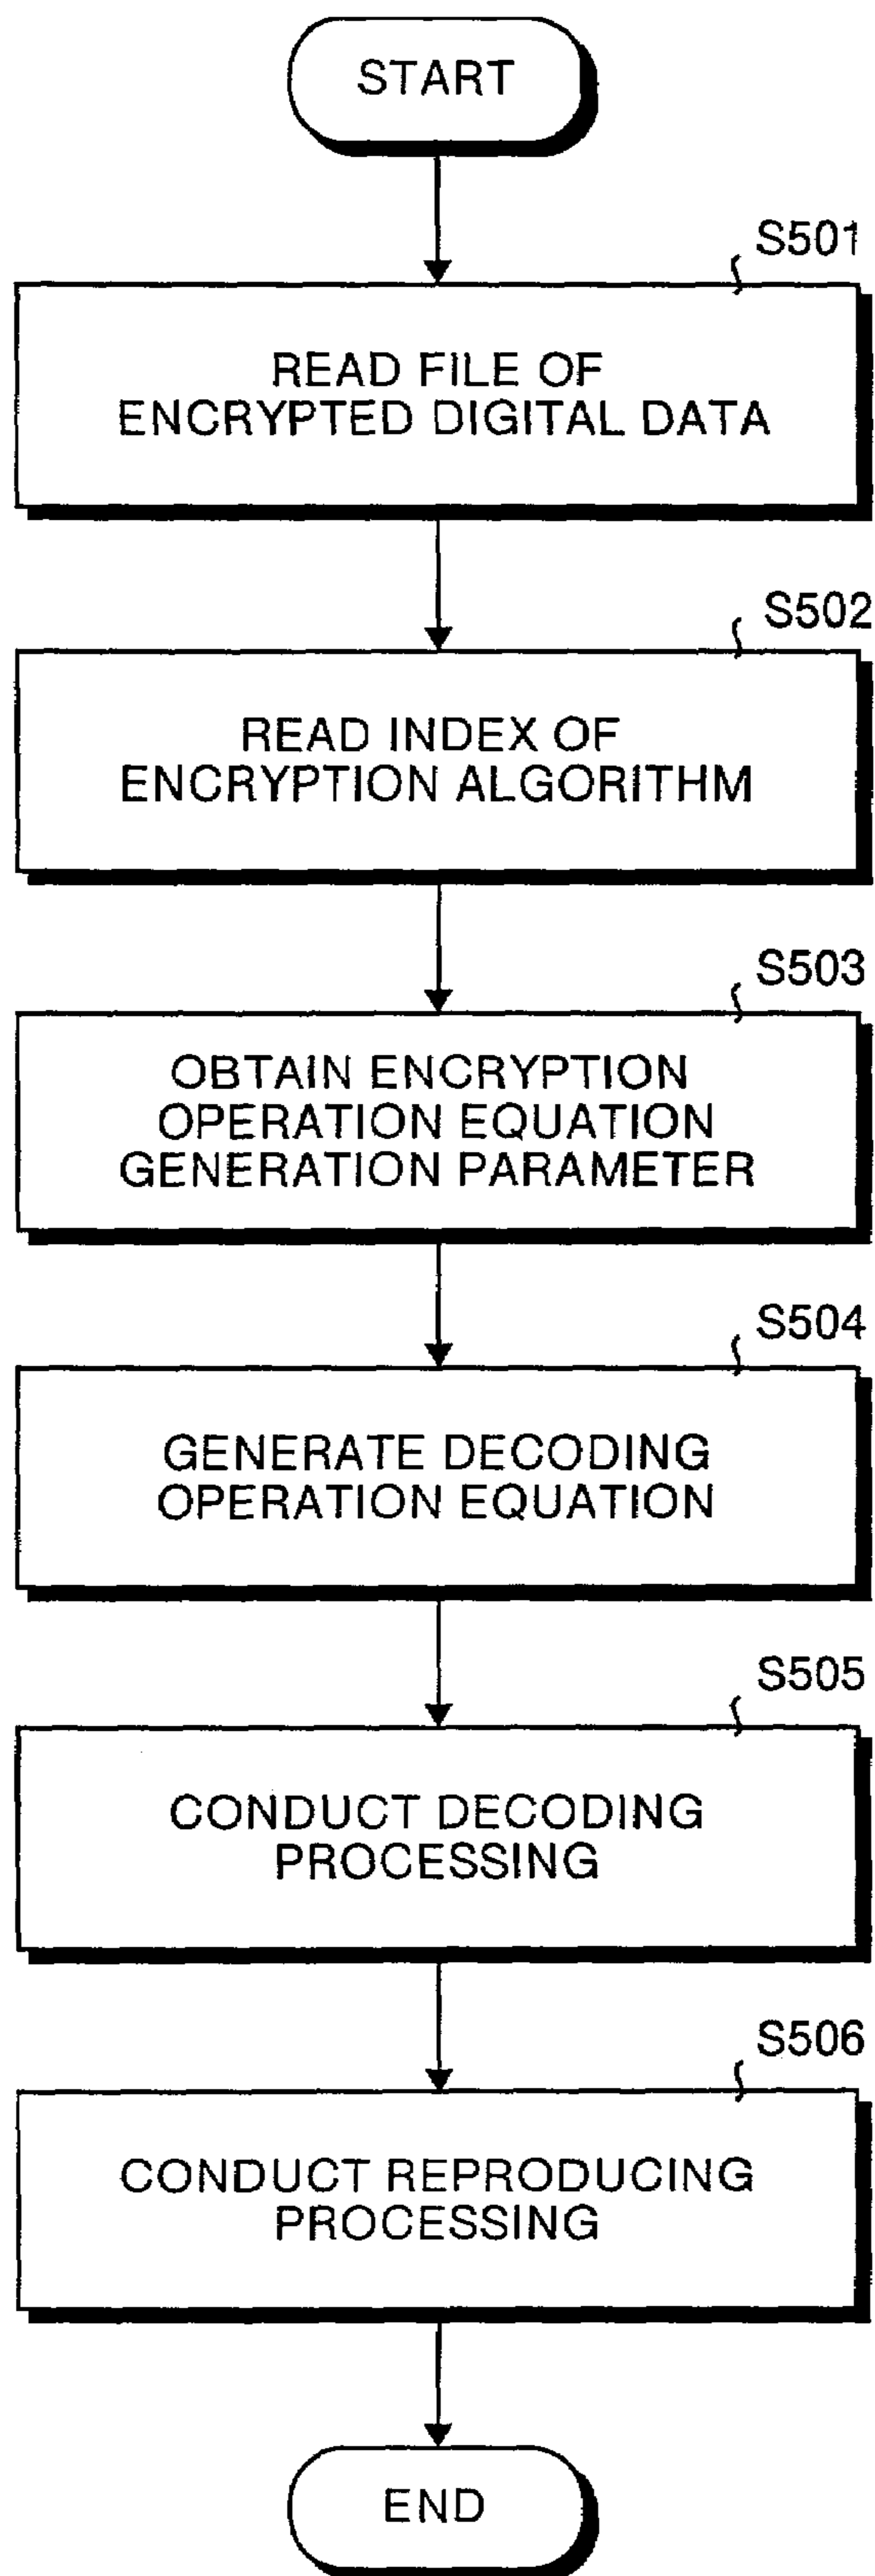 START
S501
READ FILE OF
ENCRYPTED DIGITAL DATA
S502
READ INDEX OF
ENCRYPTION ALGORITHM
S503
OBTAIN ENCRYPTION
OPERATION EQUATION
GENERATION PARAMETER
S504
GENERATE DECODING
OPERATION EQUATION
S505
CONDUCT DECODING
PROCESSING
S506
CONDUCT REPRODUCING
PROCESSING
END